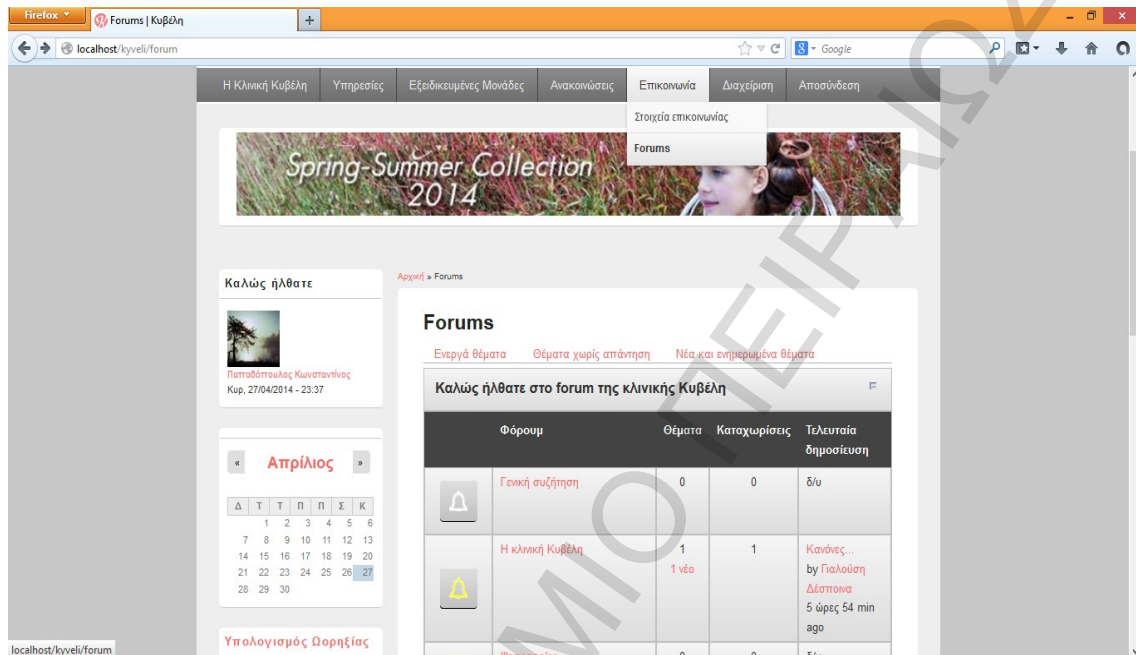 Firefox
Forums | Κυβέλη
localhost/kyveli/forum
Google
Η Κλινική Κυβέλη Υπηρεσίες Εξειδικευμένες Μονάδες Ανακοινώσεις Επικοινωνία Διαχείριση Αποσύνδεση
Στοιχεία επικοινωνίας
Forums
Spring-Summer Collection
2014
Καλώς ήλθατε
Παπαδόπουλος Κωνσταντίνος
Κυρ, 27/04/2014 - 23:37
« Απρίλιος »
Δ Τ Τ Π Π Σ Κ
1 2 3 4 5 6
7 8 9 10 11 12 13
14 15 16 17 18 19 20
21 22 23 24 25 26 27
28 29 30
Υπολογισμός Ωορηξίας
Αρχική » Forums
Forums
Ενεργά θέματα Θέματα χωρίς απάντηση Νέα και ενημερωμένα θέματα
Καλώς ήλθατε στο forum της κλινικής Κυβέλη
Φόρουμ Θέματα Καταχωρίσεις Τελευταία
δημοσίευση
Γενική συζήτηση 0 0 δ/υ
Η κλινική Κυβέλη 1 1 Κανόνες...
1 νέο by Γιαλούση
Δέσποινα
5 ώρες 54 min
ago
localhost/kyveli/forum